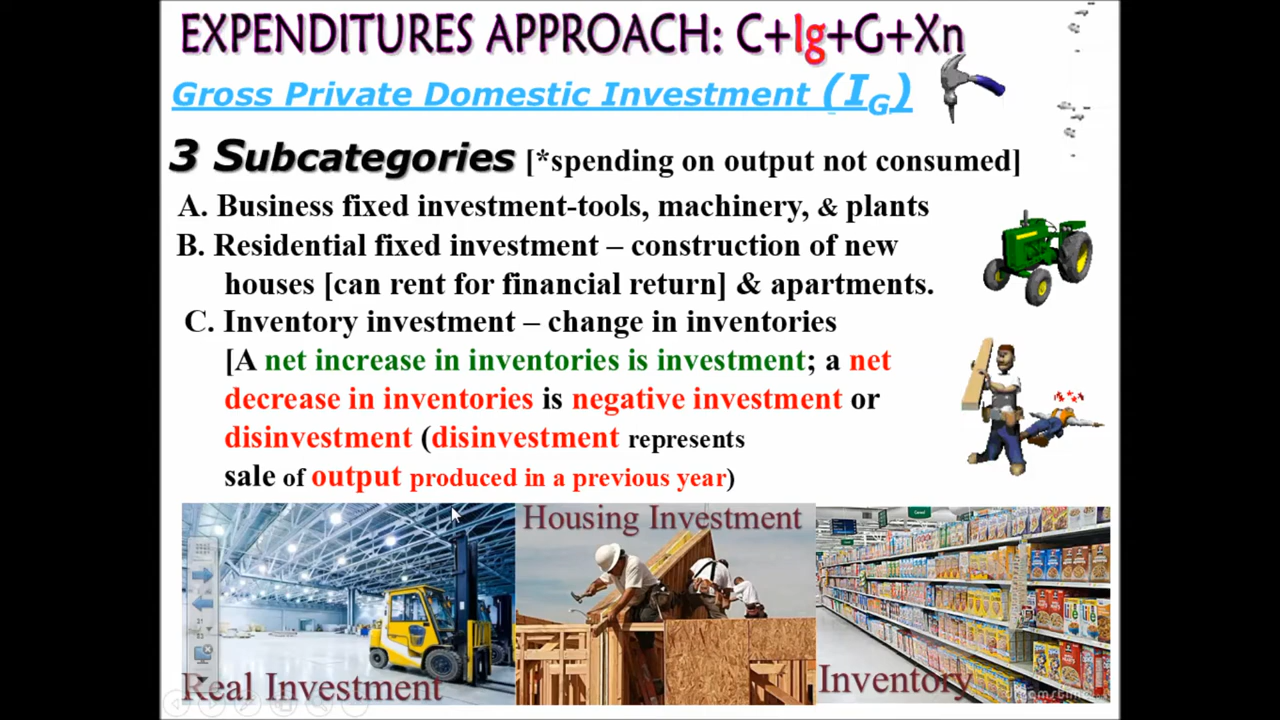 EXPENDITURES APPROACH: C+Ig+G+Xn
Gross Private Domestic Investment (IG)
3 Subcategories [*spending on output not consumed]
A. Business fixed investment-tools, machinery, & plants
B. Residential fixed investment – construction of new
houses [can rent for financial return] & apartments.
C. Inventory investment – change in inventories
[A net increase in inventories is investment; a net
decrease in inventories is negative investment or
disinvestment (disinvestment represents
sale of output produced in a previous year)
Real Investment
Housing Investment
Inventory
dreamstime